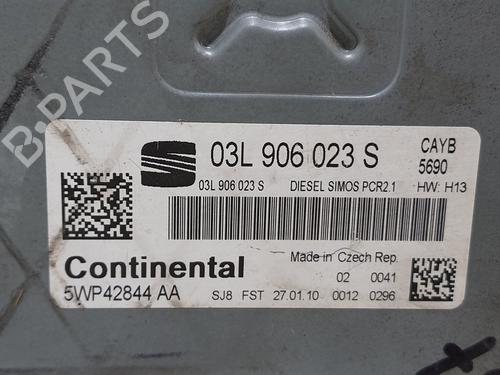 B-PARTS
03L 906 023 S
CAYB
5690
03L 906 023 S DIESEL SIMOS PCR2.1 HW: H13
Continental
Made in Czech Rep.
02 0041
5WP42844 AA SJ8 FST 27.01.10 0012 0296